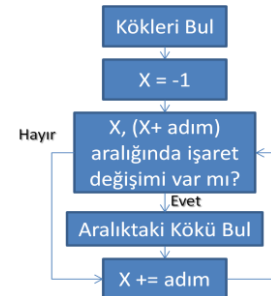 Kökleri Bul
X = -1
X, (X+ adım)
aralığında işaret
değişimi var mı?
Hayır
Evet
Aralıktaki Kökü Bul
X += adım